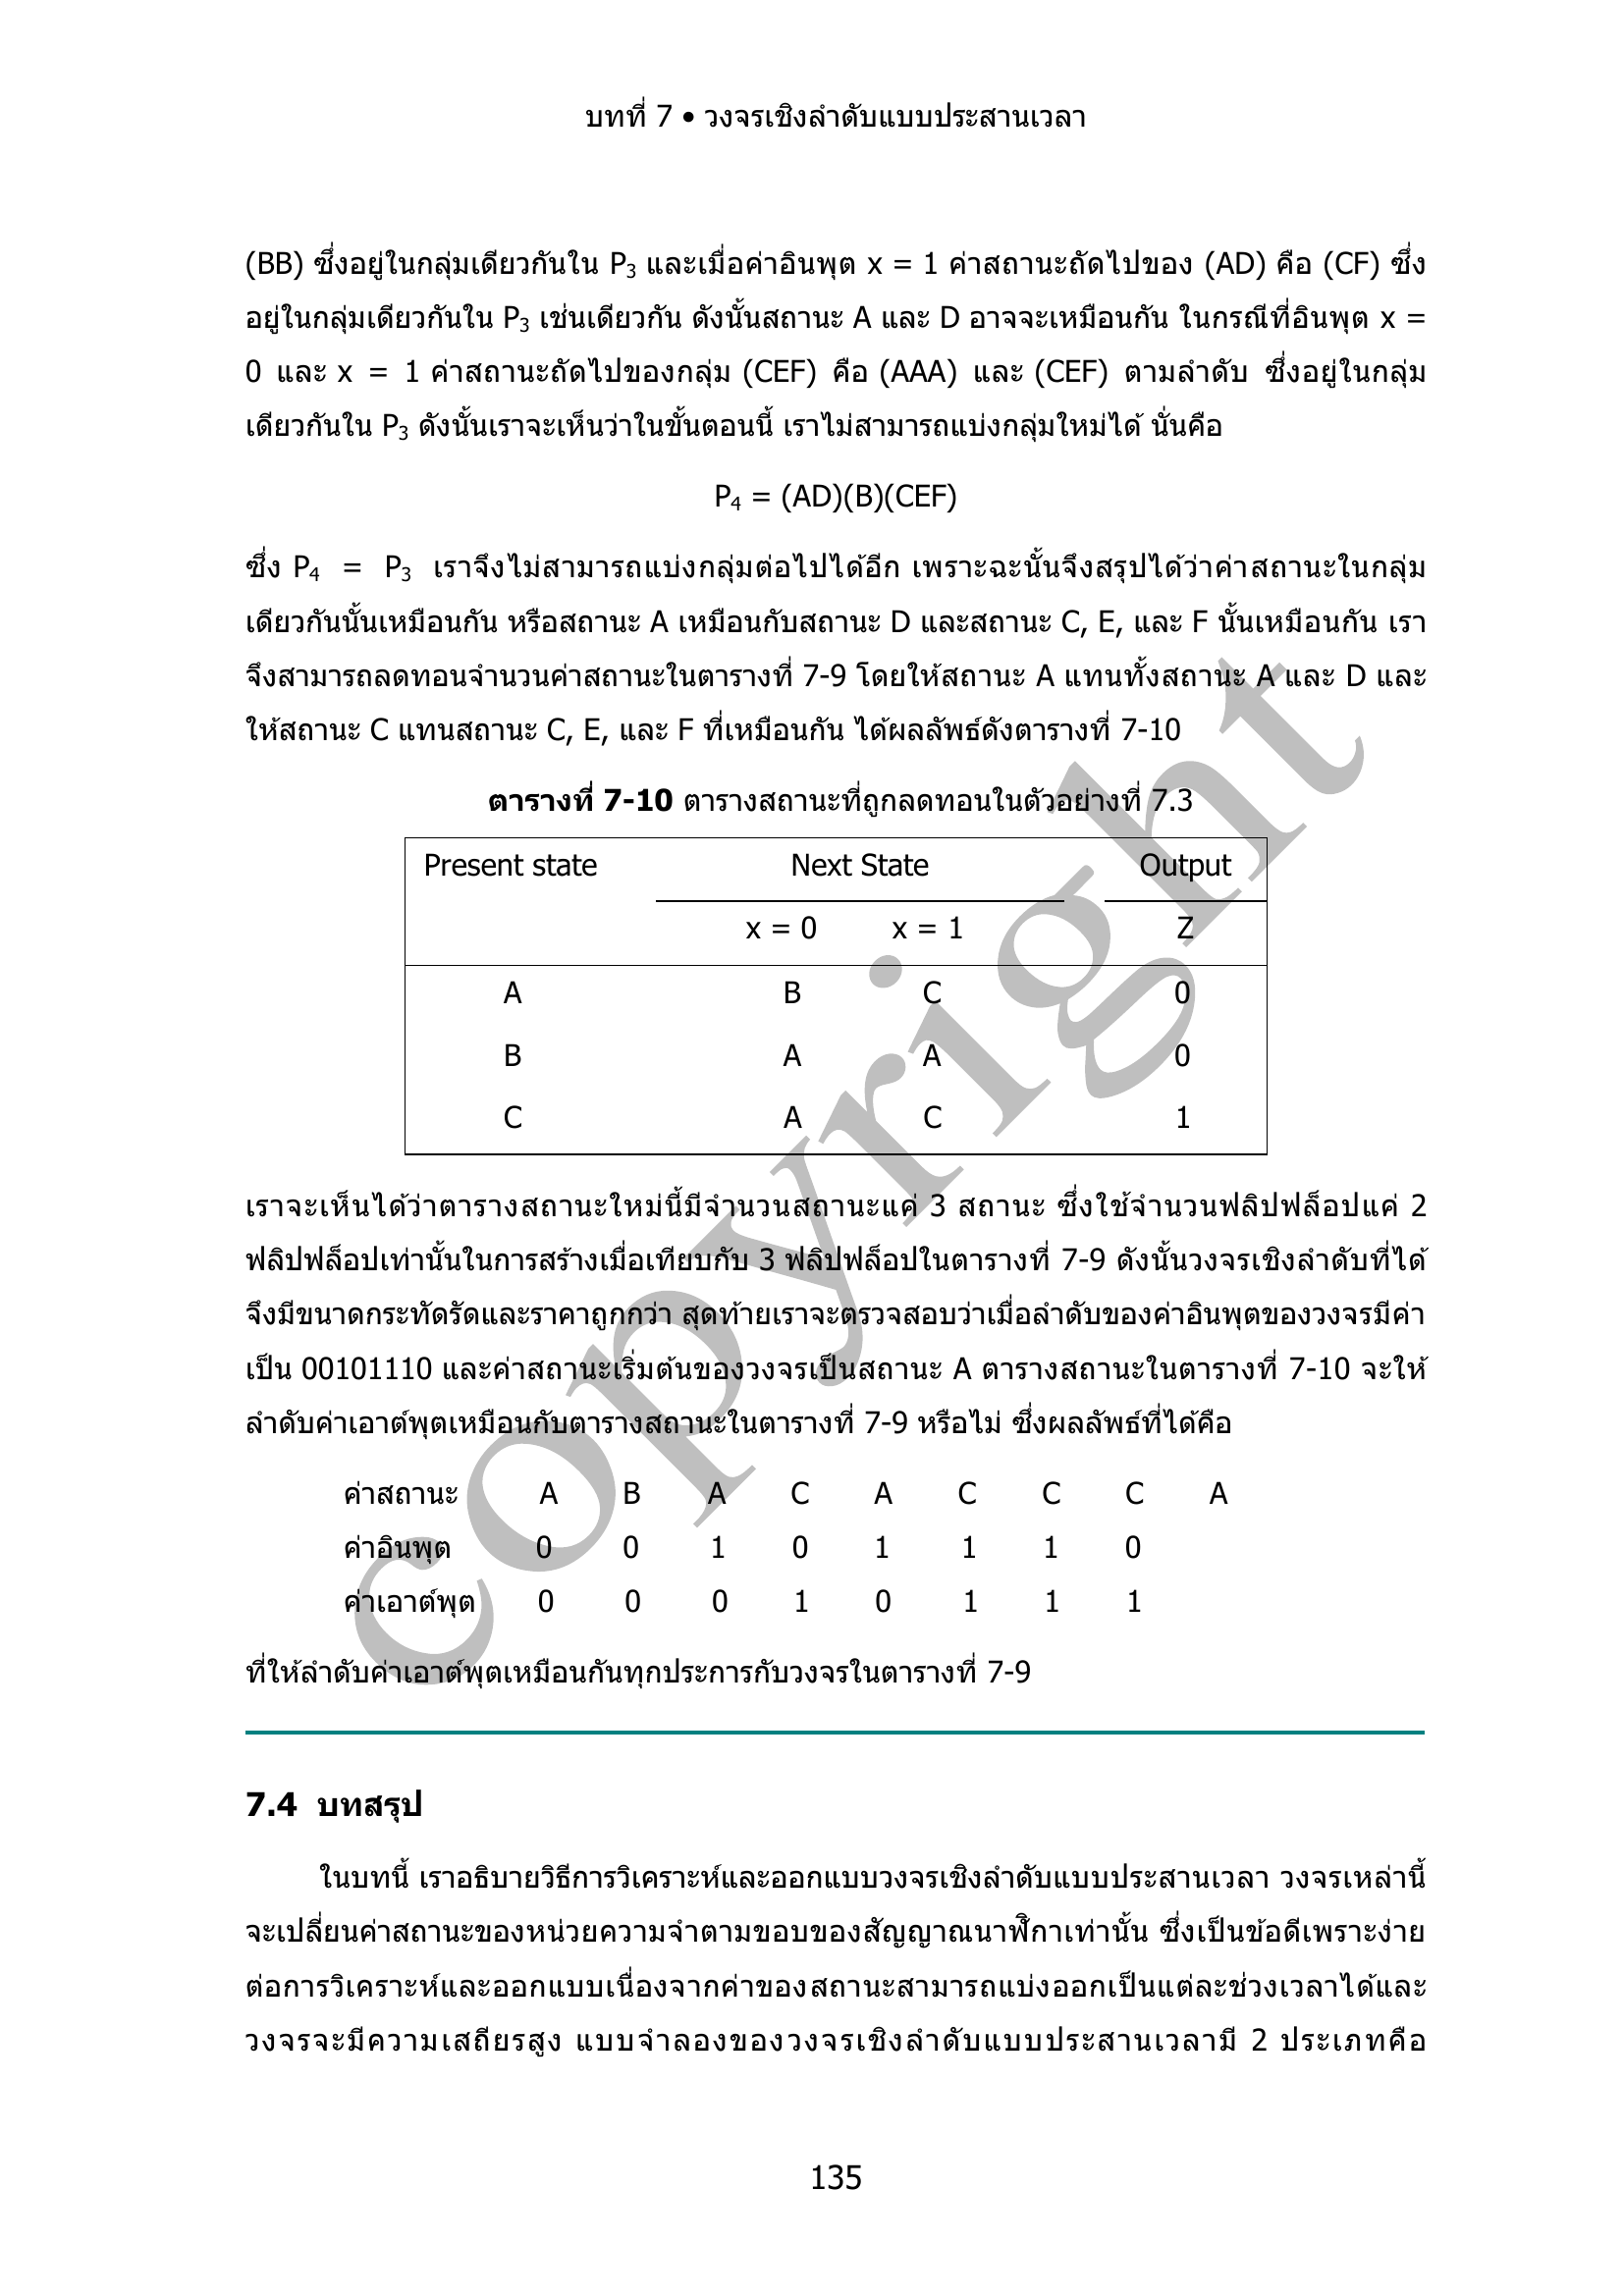 บทที่ 7 • วงจรเชิงลำดับแบบประสานเวลา
(BB) ซึ่งอยู่ในกลุ่มเดียวกันใน P₃ และเมื่อค่าอินพุต x = 1 ค่าสถานะถัดไปของ (AD) คือ (CF) ซึ่ง
อยู่ในกลุ่มเดียวกันใน P₃ เช่นเดียวกัน ดังนั้นสถานะ A และ D อาจจะเหมือนกัน ในกรณีที่อินพุต x =
0 และ x = 1 ค่าสถานะถัดไปของกลุ่ม (CEF) คือ (AAA) และ (CEF) ตามลำดับ ซึ่งอยู่ในกลุ่ม
เดียวกันใน P₃ ดังนั้นเราจะเห็นว่าในขั้นตอนนี้ เราไม่สามารถแบ่งกลุ่มใหม่ได้ นั่นคือ
P₄ = (AD)(B)(CEF)
ซึ่ง P₄ = P₃ เราจึงไม่สามารถแบ่งกลุ่มต่อไปได้อีก เพราะฉะนั้นจึงสรุปได้ว่าค่าสถานะในกลุ่ม
เดียวกันนั้นเหมือนกัน หรือสถานะ A เหมือนกับสถานะ D และสถานะ C, E, และ F นั้นเหมือนกัน เรา
จึงสามารถลดทอนจำนวนค่าสถานะในตารางที่ 7-9 โดยให้สถานะ A แทนทั้งสถานะ A และ D และ
ให้สถานะ C แทนสถานะ C, E, และ F ที่เหมือนกัน ได้ผลลัพธ์ดังตารางที่ 7-10
ตารางที่ 7-10 ตารางสถานะที่ถูกลดทอนในตัวอย่างที่ 7.3
Present state Next State Output
x = 0 x = 1 Z
A B C 0
B A A 0
C A C 1
เราจะเห็นได้ว่าตารางสถานะใหม่นี้มีจำนวนสถานะแค่ 3 สถานะ ซึ่งใช้จำนวนฟลิปฟล็อปแค่ 2
ฟลิปฟล็อปเท่านั้นในการสร้างเมื่อเทียบกับ 3 ฟลิปฟล็อปในตารางที่ 7-9 ดังนั้นวงจรเชิงลำดับที่ได้
จึงมีขนาดกระทัดรัดและราคาถูกกว่า สุดท้ายเราจะตรวจสอบว่าเมื่อลำดับของค่าอินพุตของวงจรมีค่า
เป็น 00101110 และค่าสถานะเริ่มต้นของวงจรเป็นสถานะ A ตารางสถานะในตารางที่ 7-10 จะให้
ลำดับค่าเอาต์พุตเหมือนกับตารางสถานะในตารางที่ 7-9 หรือไม่ ซึ่งผลลัพธ์ที่ได้คือ
ค่าสถานะ A B A C A C C C A
ค่าอินพุต 0 0 1 0 1 1 1 0
ค่าเอาต์พุต 0 0 0 1 0 1 1 1
ที่ให้ลำดับค่าเอาต์พุตเหมือนกันทุกประการกับวงจรในตารางที่ 7-9
7.4 บทสรุป
ในบทนี้ เราอธิบายวิธีการวิเคราะห์และออกแบบวงจรเชิงลำดับแบบประสานเวลา วงจรเหล่านี้
จะเปลี่ยนค่าสถานะของหน่วยความจำตามขอบของสัญญาณนาฬิกาเท่านั้น ซึ่งเป็นข้อดีเพราะง่าย
ต่อการวิเคราะห์และออกแบบเนื่องจากค่าของสถานะสามารถแบ่งออกเป็นแต่ละช่วงเวลาได้และ
วงจรจะมีความเสถียรสูง แบบจำลองของวงจรเชิงลำดับแบบประสานเวลามี 2 ประเภทคือ
135
copyright